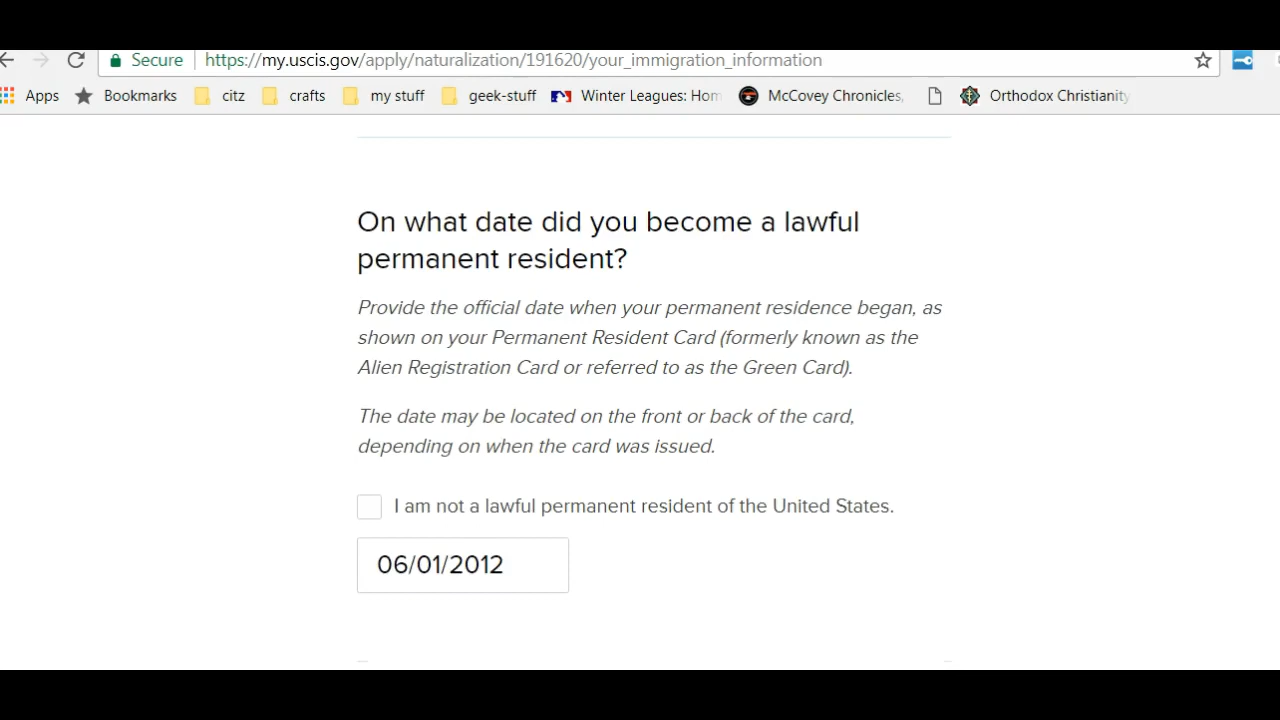 Secure https://my.uscis.gov/apply/naturalization/191620/your_immigration_information
Apps Bookmarks citz crafts my stuff geek-stuff Winter Leagues: Hom McCovey Chronicles, Orthodox Christianity
On what date did you become a lawful
permanent resident?
Provide the official date when your permanent residence began, as
shown on your Permanent Resident Card (formerly known as the
Alien Registration Card or referred to as the Green Card).
The date may be located on the front or back of the card,
depending on when the card was issued.
I am not a lawful permanent resident of the United States.
06/01/2012